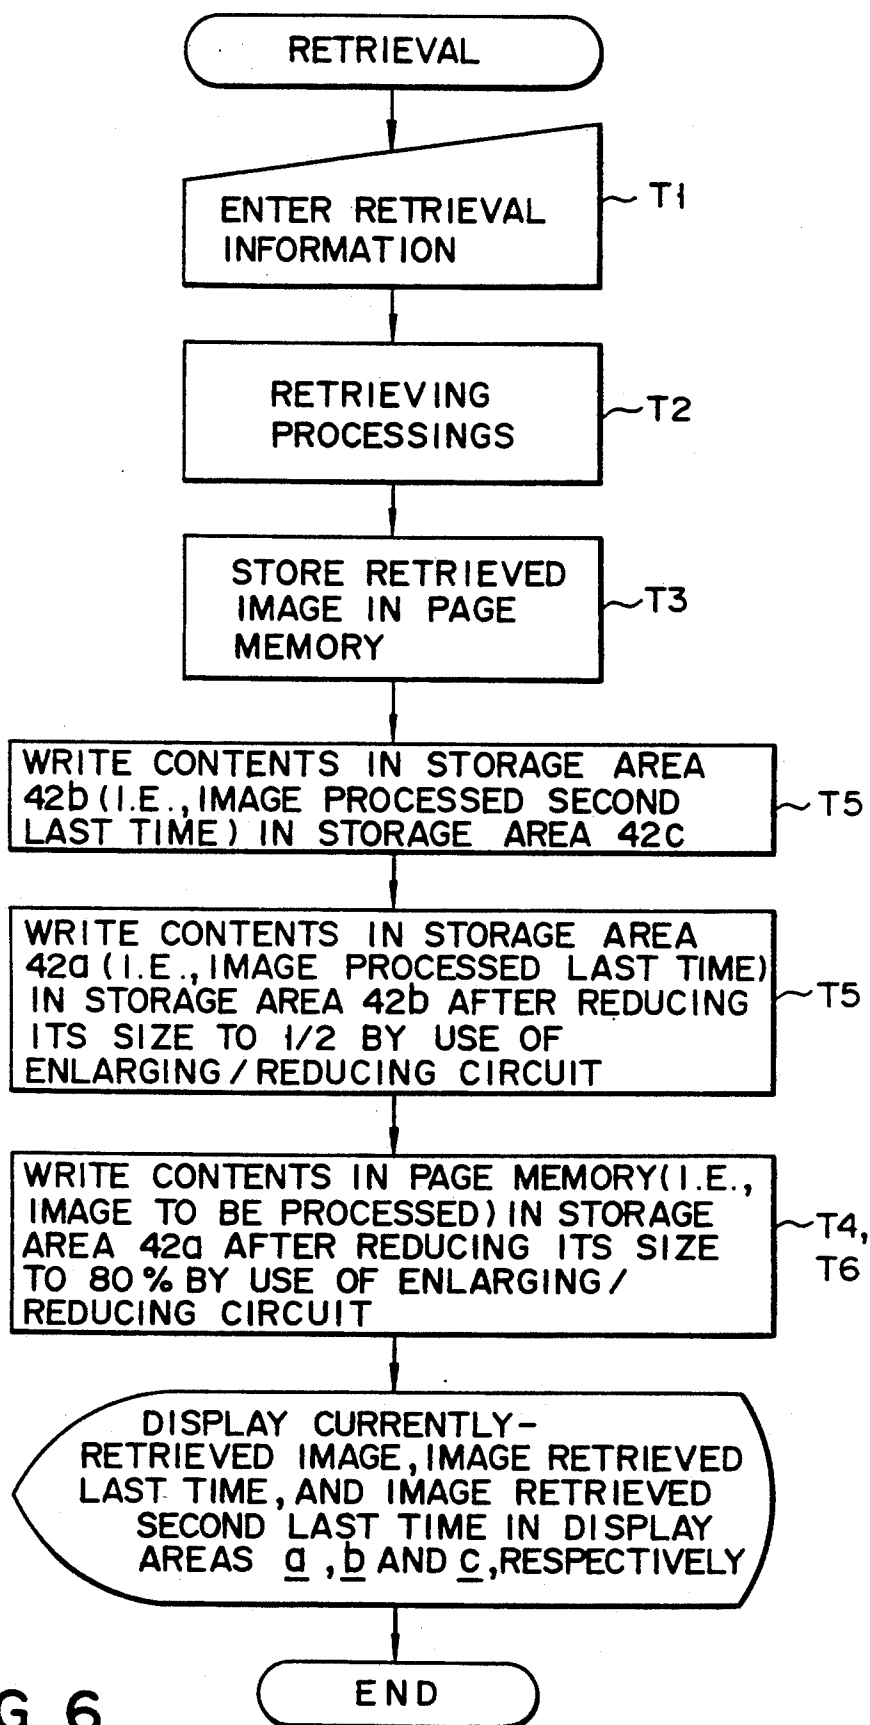 RETRIEVAL
ENTER RETRIEVAL
INFORMATION
T1
RETRIEVING
PROCESSINGS
T2
STORE RETRIEVED
IMAGE IN PAGE
MEMORY
T3
WRITE CONTENTS IN STORAGE AREA
42b (I.E., IMAGE PROCESSED SECOND
LAST TIME) IN STORAGE AREA 42c
T5
WRITE CONTENTS IN STORAGE AREA
42a (I.E., IMAGE PROCESSED LAST TIME)
IN STORAGE AREA 42b AFTER REDUCING
ITS SIZE TO 1/2 BY USE OF
ENLARGING/REDUCING CIRCUIT
T5
WRITE CONTENTS IN PAGE MEMORY(I.E.,
IMAGE TO BE PROCESSED) IN STORAGE
AREA 42a AFTER REDUCING ITS SIZE
TO 80% BY USE OF ENLARGING/
REDUCING CIRCUIT
T4,
T6
DISPLAY CURRENTLY-
RETRIEVED IMAGE, IMAGE RETRIEVED
LAST TIME, AND IMAGE RETRIEVED
SECOND LAST TIME IN DISPLAY
AREAS a, b AND c, RESPECTIVELY
END
G 6